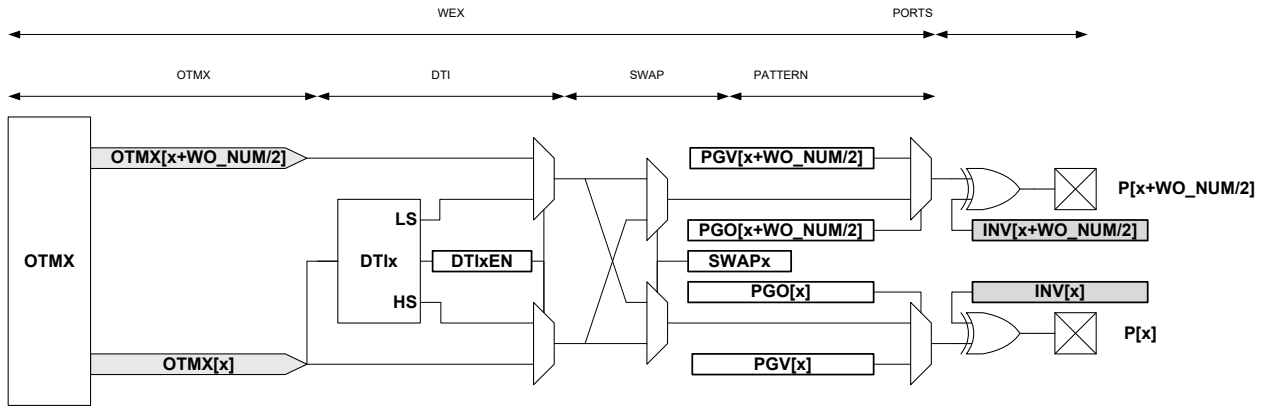 WEX
PORTS
OTMX
DTI
SWAP
PATTERN
OTMX[x+WO_NUM/2]
PGV[x+WO_NUM/2]
P[x+WO_NUM/2]
LS
PGO[x+WO_NUM/2]
INV[x+WO_NUM/2]
OTMX
DTIx
DTIxEN
SWAPx
HS
PGO[x]
INV[x]
P[x]
OTMX[x]
PGV[x]